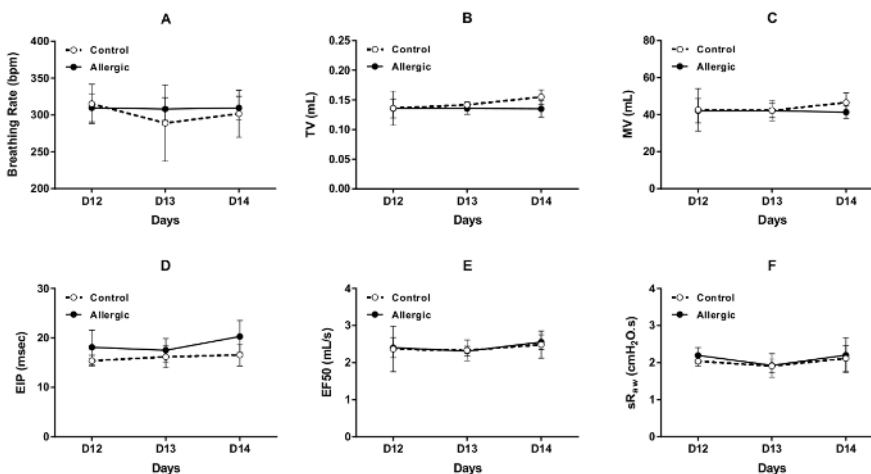 A
Breathing Rate (bpm)
400
350
300
250
200
Control
Allergic
D12 D13 D14
Days
B
TV (mL)
0.25
0.20
0.15
0.10
0.05
0.00
Control
Allergic
D12 D13 D14
Days
C
MV (mL)
80
60
40
20
0
Control
Allergic
D12 D13 D14
Days
D
EIP (msec)
30
20
10
0
Control
Allergic
D12 D13 D14
Days
E
EF50 (mL/s)
4
3
2
1
0
Control
Allergic
D12 D13 D14
Days
F
sRaw (cmH₂O.s)
4
3
2
1
0
Control
Allergic
D12 D13 D14
Days